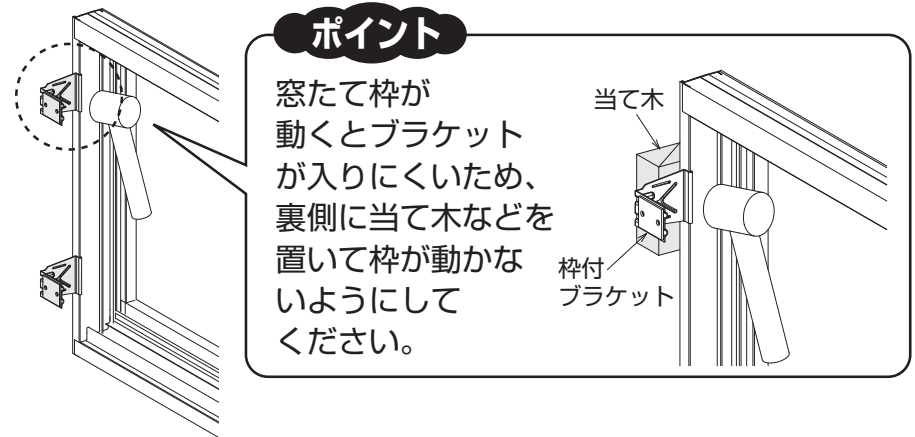 ポイント
窓たて枠が
動くとブラケット
が入りにくいため、
裏側に当て木などを
置いて枠が動かな
いようにして
ください。
当て木
枠付
ブラケット